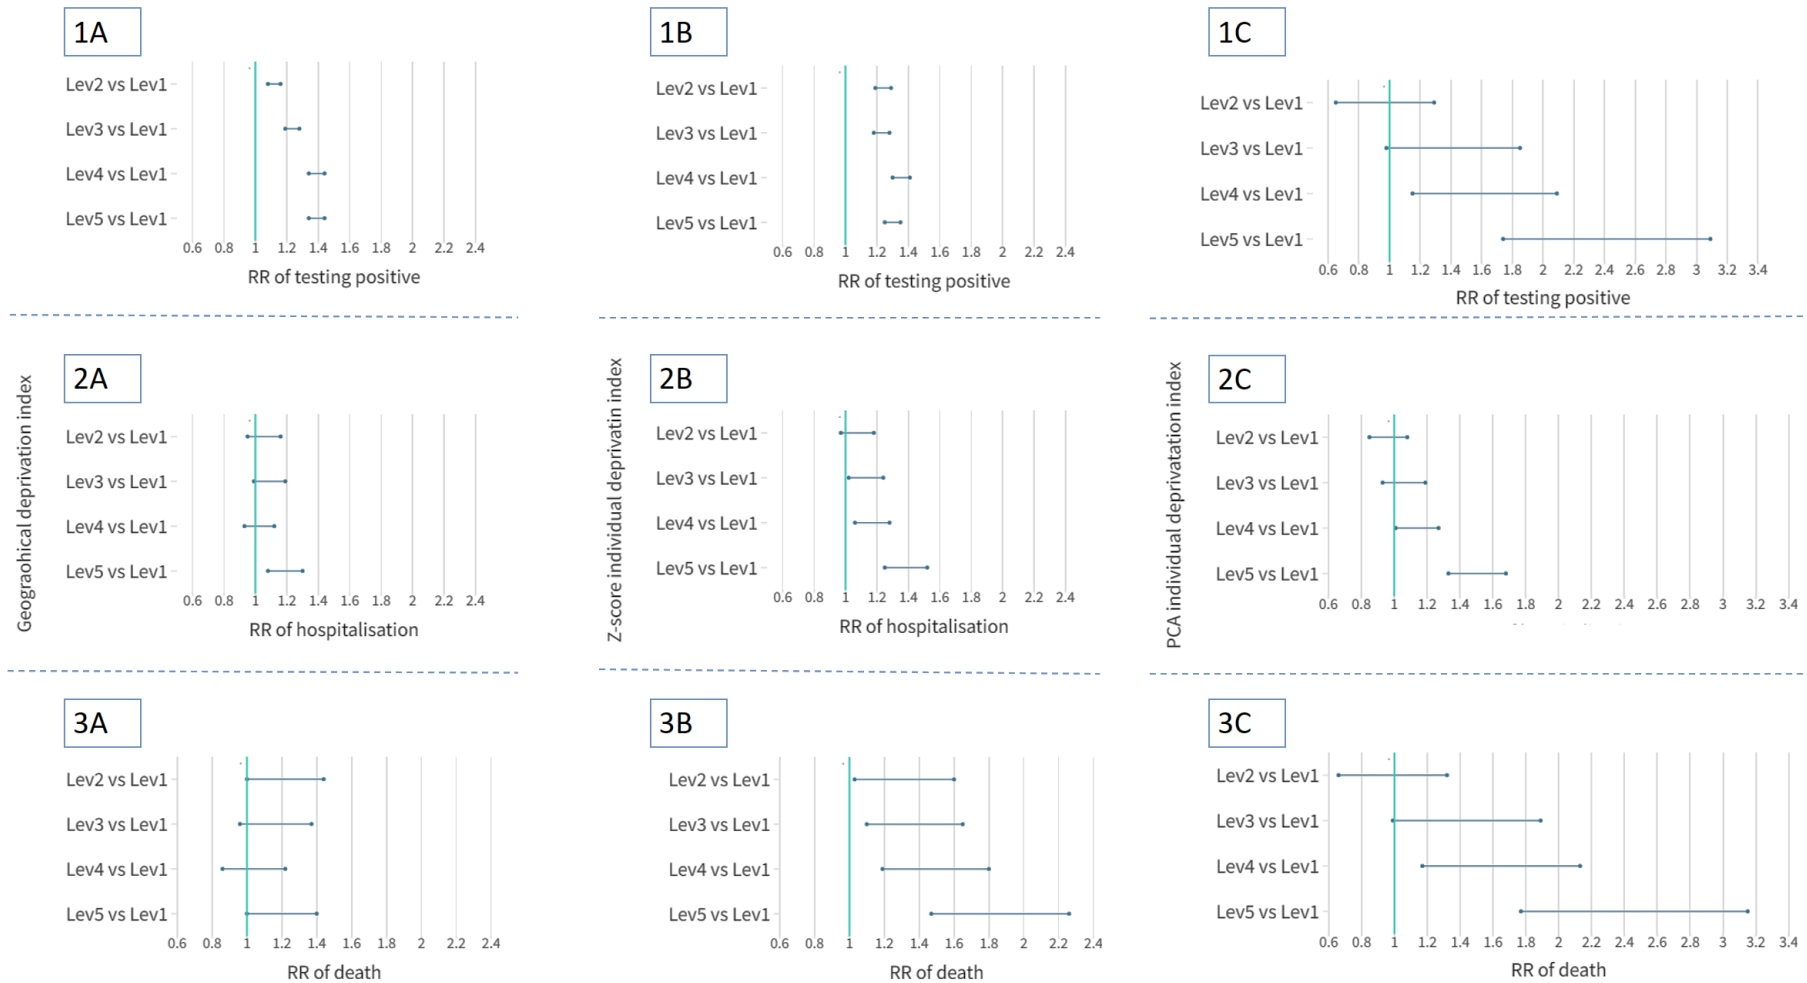 1A
Lev2 vs Lev1
Lev3 vs Lev1
Lev4 vs Lev1
Lev5 vs Lev1
0.6 0.8 1 1.2 1.4 1.6 1.8 2 2.2 2.4
RR of testing positive
1B
Lev2 vs Lev1
Lev3 vs Lev1
Lev4 vs Lev1
Lev5 vs Lev1
0.6 0.8 1 1.2 1.4 1.6 1.8 2 2.2 2.4
RR of testing positive
1C
Lev2 vs Lev1
Lev3 vs Lev1
Lev4 vs Lev1
Lev5 vs Lev1
0.6 0.8 1 1.2 1.4 1.6 1.8 2 2.2 2.4 2.6 2.8 3 3.2 3.4
RR of testing positive
Geograohical deprivation index
2A
Lev2 vs Lev1
Lev3 vs Lev1
Lev4 vs Lev1
Lev5 vs Lev1
0.6 0.8 1 1.2 1.4 1.6 1.8 2 2.2 2.4
RR of hospitalisation
Z-score individual deprivatin index
2B
Lev2 vs Lev1
Lev3 vs Lev1
Lev4 vs Lev1
Lev5 vs Lev1
0.6 0.8 1 1.2 1.4 1.6 1.8 2 2.2 2.4
RR of hospitalisation
PCA individual deprivatation index
2C
Lev2 vs Lev1
Lev3 vs Lev1
Lev4 vs Lev1
Lev5 vs Lev1
0.6 0.8 1 1.2 1.4 1.6 1.8 2 2.2 2.4 2.6 2.8 3 3.2 3.4
3A
Lev2 vs Lev1
Lev3 vs Lev1
Lev4 vs Lev1
Lev5 vs Lev1
0.6 0.8 1 1.2 1.4 1.6 1.8 2 2.2 2.4
RR of death
3B
Lev2 vs Lev1
Lev3 vs Lev1
Lev4 vs Lev1
Lev5 vs Lev1
0.6 0.8 1 1.2 1.4 1.6 1.8 2 2.2 2.4
RR of death
3C
Lev2 vs Lev1
Lev3 vs Lev1
Lev4 vs Lev1
Lev5 vs Lev1
0.6 0.8 1 1.2 1.4 1.6 1.8 2 2.2 2.4 2.6 2.8 3 3.2 3.4
RR of death